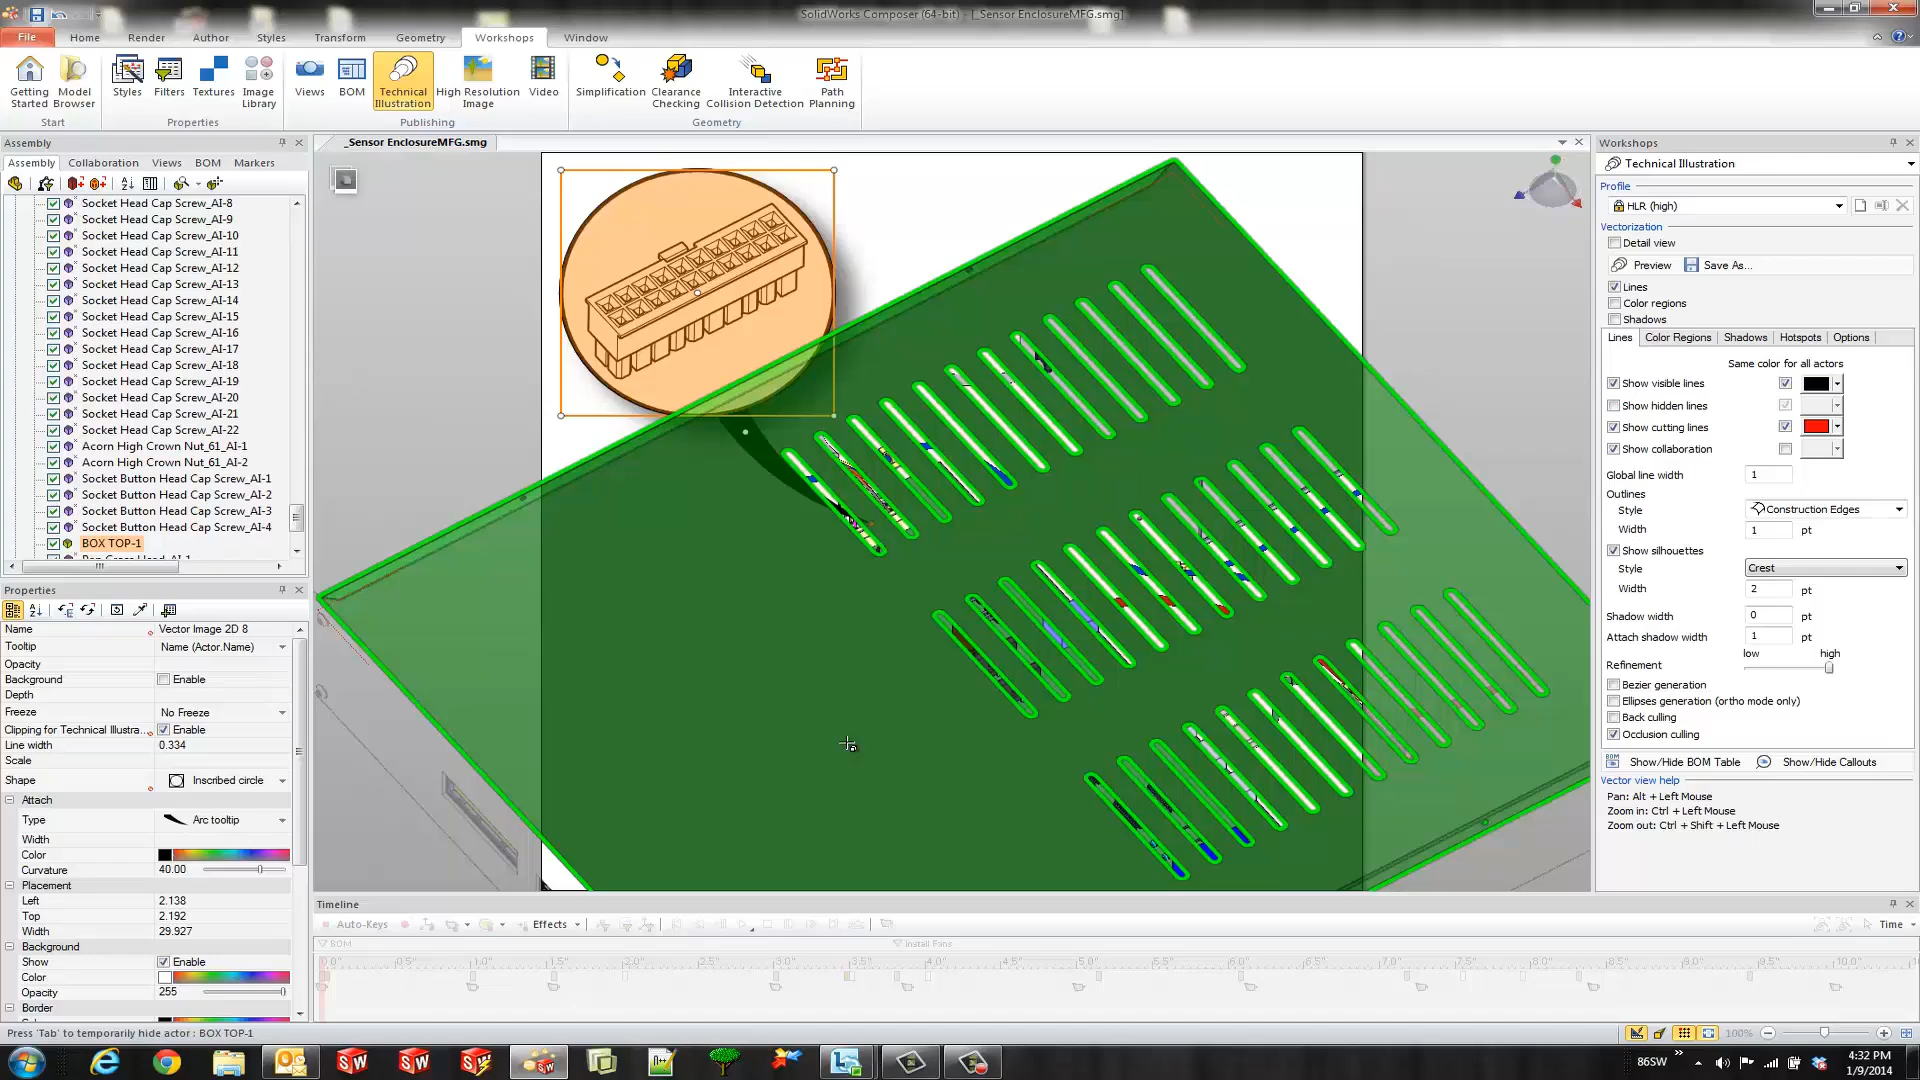 SolidWorks Composer (64-bit) - [_Sensor EnclosureMFG.smg]
File Home Render Author Styles Transform Geometry Workshops Window
Getting Started
Model Browser
Styles
Filters
Textures
Image Library
Views
BOM
Technical Illustration
High Resolution Image
Video
Simplification
Clearance Checking
Interactive Collision Detection
Path Planning
Start
Properties
Publishing
Geometry
Assembly
Assembly Collaboration Views BOM Markers
Socket Head Cap Screw_AI-8
Socket Head Cap Screw_AI-9
Socket Head Cap Screw_AI-10
Socket Head Cap Screw_AI-11
Socket Head Cap Screw_AI-12
Socket Head Cap Screw_AI-13
Socket Head Cap Screw_AI-14
Socket Head Cap Screw_AI-15
Socket Head Cap Screw_AI-16
Socket Head Cap Screw_AI-17
Socket Head Cap Screw_AI-18
Socket Head Cap Screw_AI-19
Socket Head Cap Screw_AI-20
Socket Head Cap Screw_AI-21
Socket Head Cap Screw_AI-22
Acorn High Crown Nut_61_AI-1
Acorn High Crown Nut_61_AI-2
Socket Button Head Cap Screw_AI-1
Socket Button Head Cap Screw_AI-2
Socket Button Head Cap Screw_AI-3
Socket Button Head Cap Screw_AI-4
BOX TOP-1
Properties
Name Vector Image 2D 8
Tooltip Name (Actor.Name)
Opacity
Background Enable
Depth
Freeze No Freeze
Clipping for Technical Illustra... Enable
Line width 0.334
Scale
Shape Inscribed circle
Attach
Type Arc tooltip
Width
Color
Curvature 40.00
Placement
Left 2.138
Top 2.192
Width 29.927
Background
Show Enable
Color
Opacity 255
Border
_Sensor EnclosureMFG.smg
Workshops
Technical Illustration
Profile
HLR (high)
Vectorization
Detail view
Preview Save As...
Lines
Color regions
Shadows
Lines Color Regions Shadows Hotspots Options
Same color for all actors
Show visible lines
Show hidden lines
Show cutting lines
Show collaboration
Global line width 1
Outlines
Style Construction Edges
Width 1 pt
Show silhouettes
Style Crest
Width 2 pt
Shadow width 0 pt
Attach shadow width 1 pt
low high
Refinement
Bezier generation
Ellipses generation (ortho mode only)
Back culling
Occlusion culling
BOM Show/Hide BOM Table Show/Hide Callouts
Vector view help
Pan: Alt + Left Mouse
Zoom in: Ctrl + Left Mouse
Zoom out: Ctrl + Shift + Left Mouse
Timeline
Auto-Keys Effects Time
BOM Install Fans
Press 'Tab' to temporarily hide actor : BOX TOP-1
100%
86SW
4:32 PM
1/9/2014